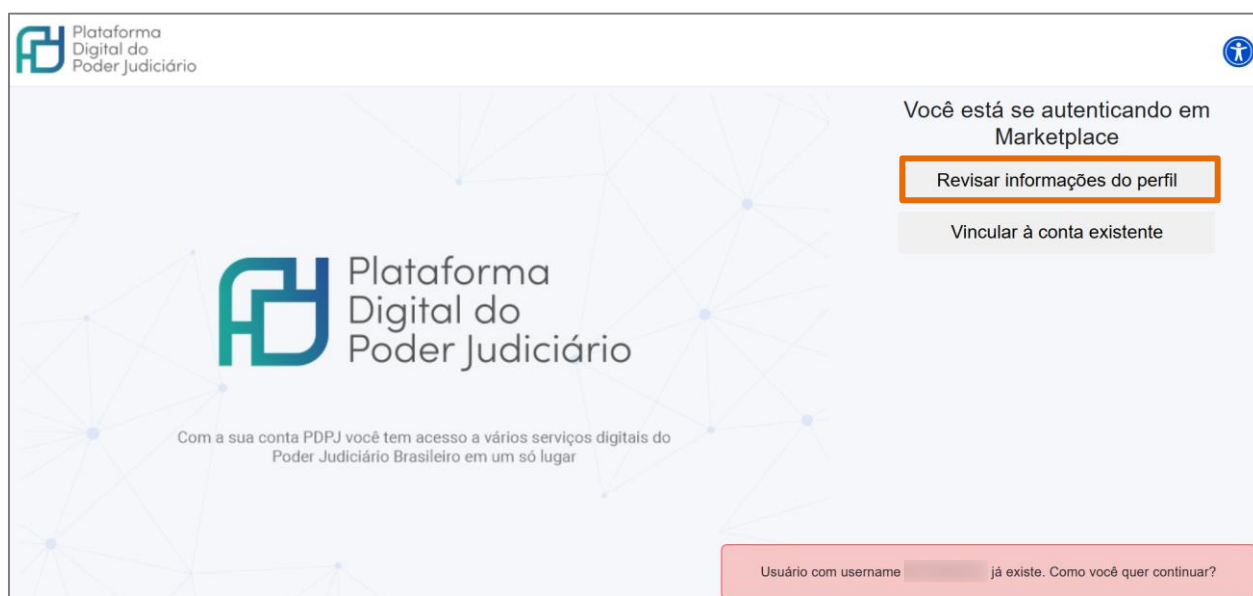 Plataforma
Digital do
Poder Judiciário
Você está se autenticando em
Marketplace
Revisar informações do perfil
Vincular à conta existente
Plataforma
Digital do
Poder Judiciário
Com a sua conta PDPJ você tem acesso a vários serviços digitais do
Poder Judiciário Brasileiro em um só lugar
Usuário com username já existe. Como você quer continuar?